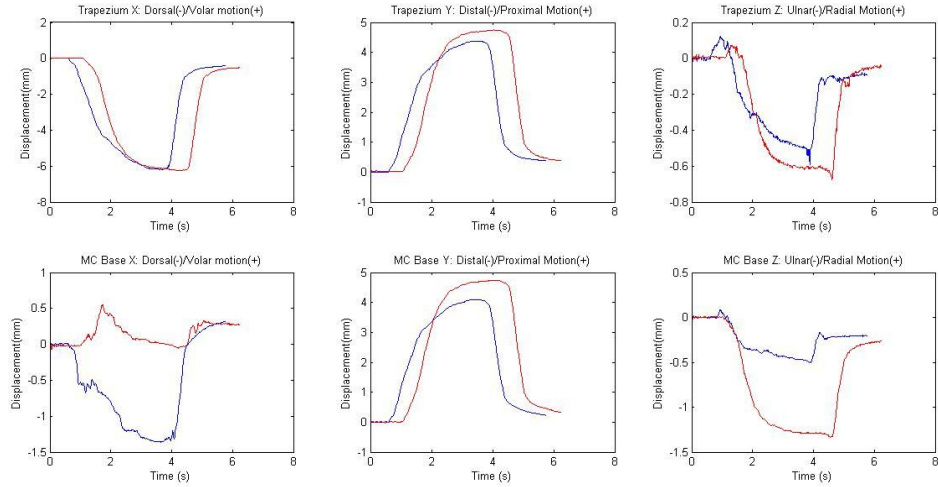 Trapezium X: Dorsal(-)/Volar motion(+)
2
0
-2
-4
-6
-8
Displacement(mm)
0 2 4 6 8
Time (s)
Trapezium Y: Distal(-)/Proximal Motion(+)
5
4
3
2
1
0
-1
Displacement(mm)
0 2 4 6 8
Time (s)
Trapezium Z: Ulnar(-)/Radial Motion(+)
0.2
0
-0.2
-0.4
-0.6
-0.8
Displacement(mm)
0 2 4 6 8
Time (s)
MC Base X: Dorsal(-)/Volar motion(+)
1
0.5
0
-0.5
-1
-1.5
Displacement(mm)
0 2 4 6 8
Time (s)
MC Base Y: Distal(-)/Proximal Motion(+)
5
4
3
2
1
0
-1
Displacement(mm)
0 2 4 6 8
Time (s)
MC Base Z: Ulnar(-)/Radial Motion(+)
0.5
0
-0.5
-1
-1.5
Displacement(mm)
0 2 4 6 8
Time (s)